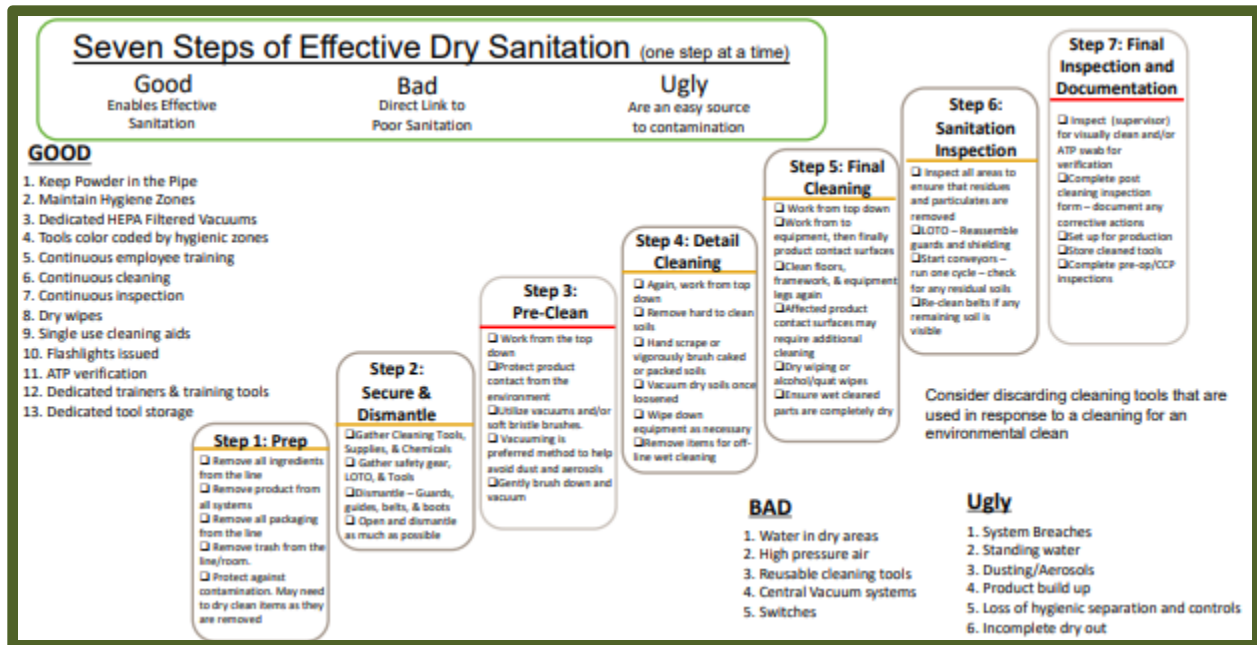 Seven Steps of Effective Dry Sanitation (one step at a time)
Good
Enables Effective
Sanitation
Bad
Direct Link to
Poor Sanitation
Ugly
Are an easy source
to contamination
GOOD
1. Keep Powder in the Pipe
2. Maintain Hygiene Zones
3. Dedicated HEPA Filtered Vacuums
4. Tools color coded by hygienic zones
5. Continuous employee training
6. Continuous cleaning
7. Continuous inspection
8. Dry wipes
9. Single use cleaning aids
10. Flashlights issued
11. ATP verification
12. Dedicated trainers & training tools
13. Dedicated tool storage
Step 1: Prep
❑ Remove all ingredients
from the line
❑ Remove product from
all systems
❑ Remove all packaging
from the line
❑ Remove trash from the
line/room.
❑ Protect against
contamination. May need
to dry clean items as they
are removed
Step 2:
Secure &
Dismantle
❑Gather Cleaning Tools,
Supplies, & Chemicals
❑ Gather safety gear,
LOTO, & Tools
❑Dismantle – Guards,
guides, belts, & boots
❑ Open and dismantle
as much as possible
Step 3:
Pre-Clean
❑ Work from the top
down
❑Protect product
contact from the
environment
❑Utilize vacuums and/or
soft bristle brushes.
❑ Vacuuming is
preferred method to help
avoid dust and aerosols
❑Gently brush down and
vacuum
Step 4: Detail
Cleaning
❑ Again, work from top
down
❑ Remove hard to clean
soils
❑ Hand scrape or
vigorously brush caked
or packed soils
❑ Vacuum dry soils once
loosened
❑ Wipe down
equipment as necessary
❑Remove items for off-
line wet cleaning
Step 5: Final
Cleaning
❑ Work from top down
❑Work from to
equipment, then finally
product contact surfaces
❑Clean floors,
framework, & equipment
legs again
❑Affected product
contact surfaces may
require additional
cleaning
❑Dry wiping or
alcohol/quat wipes
❑Ensure wet cleaned
parts are completely dry
Step 6:
Sanitation
Inspection
❑ Inspect all areas to
ensure that residues
and particulates are
removed
❑LOTO – Reassemble
guards and shielding
❑Start conveyors –
run one cycle – check
for any residual soils
❑Re-clean belts if any
remaining soil is
visible
Step 7: Final
Inspection and
Documentation
❑ Inspect (supervisor)
for visually clean and/or
ATP swab for
verification
❑Complete post
cleaning inspection
form – document any
corrective actions
❑Set up for production
❑Store cleaned tools
❑Complete pre-op/CCP
inspections
Consider discarding cleaning tools that are
used in response to a cleaning for an
environmental clean
BAD
1. Water in dry areas
2. High pressure air
3. Reusable cleaning tools
4. Central Vacuum systems
5. Switches
Ugly
1. System Breaches
2. Standing water
3. Dusting/Aerosols
4. Product build up
5. Loss of hygienic separation and controls
6. Incomplete dry out